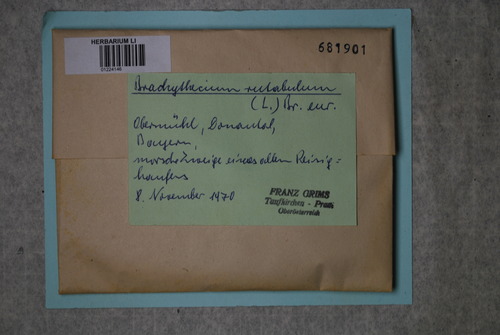 HERBARIUM LI
01224146
681901
Brachythecium rutabulum
(L.) Br. eur.
Obermühl, Donautal,
Bayern,
morsche Zweige eines alten Reisig=
haufens
8. November 1970
FRANZ GRIMS
Taufkirchen - Pram
Oberösterreich